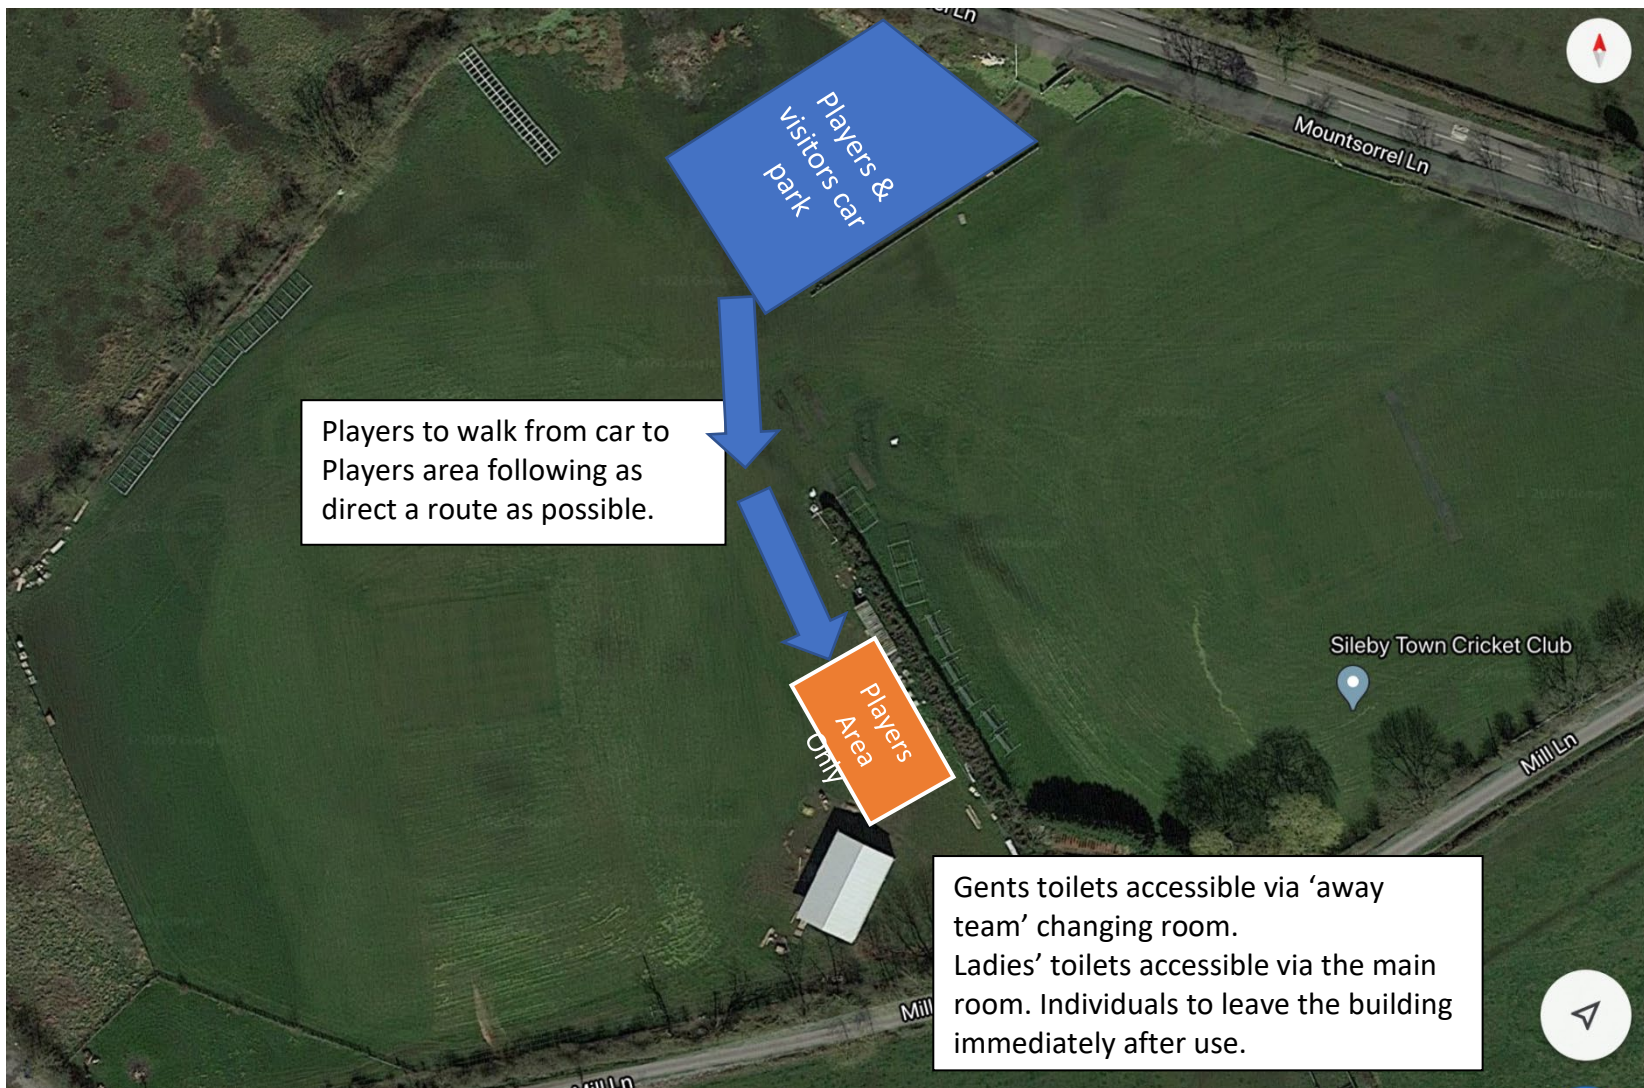 el Ln
Mountsorrel Ln
Players &
visitors car
park
Players to walk from car to
Players area following as
direct a route as possible.
Sileby Town Cricket Club
Players
Area
Only
Mill Ln
Gents toilets accessible via ‘away
team’ changing room.
Ladies’ toilets accessible via the main
room. Individuals to leave the building
immediately after use.
Mill
Mill Ln